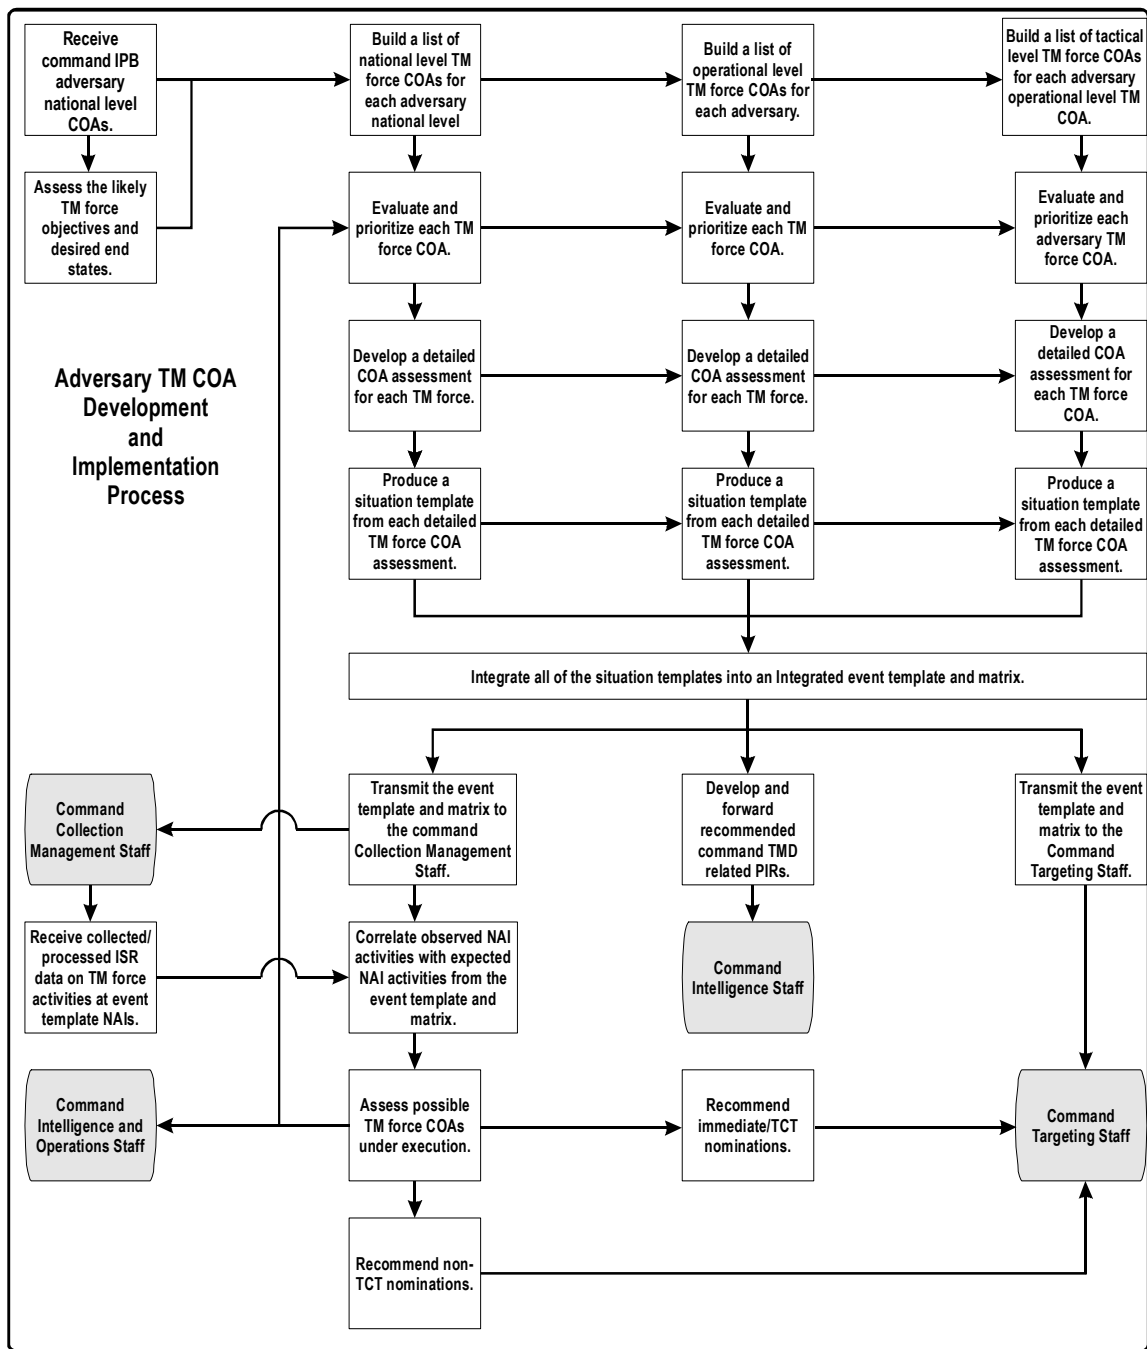 Receive
command IPB
adversary
national level
COAs.
Build a list of
national level TM
force COAs for
each adversary
national level
Build a list of
operational level
TM force COAs for
each adversary.
Build a list of tactical
level TM force COAs
for each adversary
operational level TM
COA.
Assess the likely
TM force
objectives and
desired end
states.
Evaluate and
prioritize each TM
force COA.
Evaluate and
prioritize each TM
force COA.
Evaluate and
prioritize each
adversary TM
force COA.
Adversary TM COA
Development
and
Implementation
Process
Develop a detailed
COA assessment
for each TM force.
Develop a detailed
COA assessment
for each TM force.
Develop a
detailed COA
assessment for
each TM force
COA.
Produce a
situation template
from each detailed
TM force COA
assessment.
Produce a
situation template
from each detailed
TM force COA
assessment.
Produce a
situation template
from each detailed
TM force COA
assessment.
Integrate all of the situation templates into an Integrated event template and matrix.
Command
Collection
Management Staff
Transmit the event
template and matrix to
the command
Collection Management
Staff.
Develop and
forward
recommended
command TMD
related PIRs.
Transmit the event
template and
matrix to the
Command
Targeting Staff.
Receive collected/
processed ISR
data on TM force
activities at event
template NAIs.
Correlate observed NAI
activities with expected
NAI activities from the
event template and
matrix.
Command
Intelligence Staff
Command
Intelligence and
Operations Staff
Assess possible
TM force COAs
under execution.
Recommend
immediate/TCT
nominations.
Command
Targeting Staff
Recommend non-
TCT nominations.